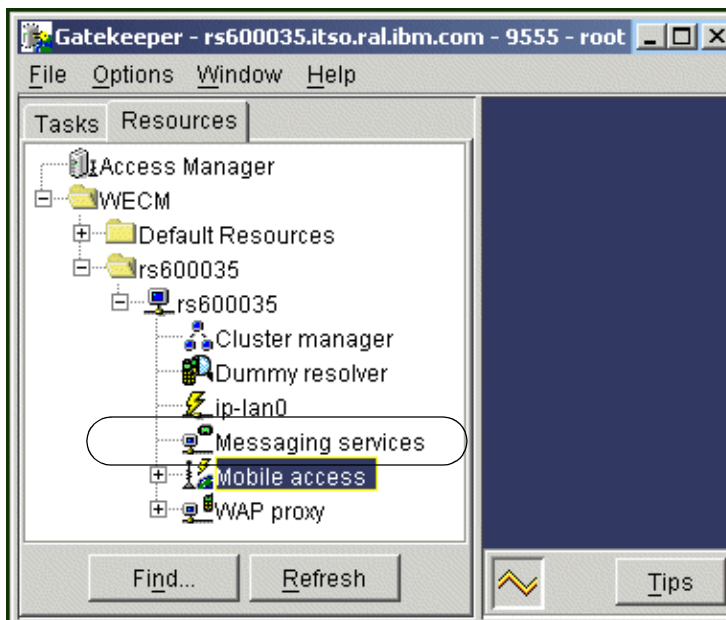 Gatekeeper - rs600035.itso.ral.ibm.com - 9555 - root
File Options Window Help
Tasks Resources
Access Manager
WECM
Default Resources
rs600035
rs600035
Cluster manager
Dummy resolver
ip-lan0
Messaging services
Mobile access
WAP proxy
Find... Refresh Tips